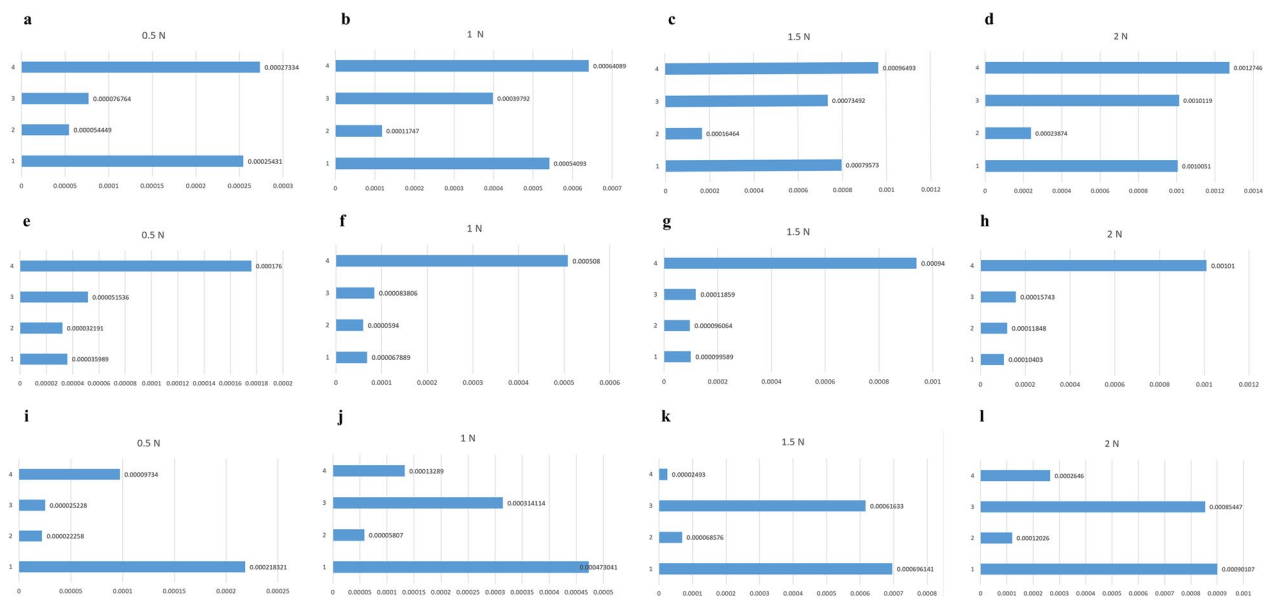 a
0.5 N
4 0.00027334
3 0.000076764
2 0.000054449
1 0.00025431
0 0.00005 0.0001 0.00015 0.0002 0.00025 0.0003
b
1 N
4 0.00064089
3 0.00039792
2 0.00011747
1 0.00054093
0 0.0001 0.0002 0.0003 0.0004 0.0005 0.0006 0.0007
c
1.5 N
4 0.00096493
3 0.00073492
2 0.00016464
1 0.00079573
0 0.0002 0.0004 0.0006 0.0008 0.001 0.0012
d
2 N
4 0.0012746
3 0.0010119
2 0.00023874
1 0.0010051
0 0.0002 0.0004 0.0006 0.0008 0.001 0.0012 0.0014
e
0.5 N
4 0.000176
3 0.000051536
2 0.000032191
1 0.000035989
0 0.00002 0.00004 0.00006 0.00008 0.0001 0.00012 0.00014 0.00016 0.00018 0.0002
f
1 N
4 0.000508
3 0.000083806
2 0.0000594
1 0.000067889
0 0.0001 0.0002 0.0003 0.0004 0.0005 0.0006
g
1.5 N
4 0.00094
3 0.00011859
2 0.000096064
1 0.000099589
0 0.0002 0.0004 0.0006 0.0008 0.001
h
2 N
4 0.00101
3 0.00015743
2 0.00011848
1 0.00010403
0 0.0002 0.0004 0.0006 0.0008 0.001 0.0012
i
0.5 N
4 0.00009734
3 0.000025228
2 0.000022258
1 0.000218321
0 0.00005 0.0001 0.00015 0.0002 0.00025
j
1 N
4 0.00013289
3 0.000314114
2 0.00005807
1 0.000473041
0 0.00005 0.0001 0.00015 0.0002 0.00025 0.0003 0.00035 0.0004 0.00045 0.0005
k
1.5 N
4 0.00002493
3 0.00061633
2 0.000068576
1 0.000696141
0 0.0001 0.0002 0.0003 0.0004 0.0005 0.0006 0.0007 0.0008
l
2 N
4 0.0002646
3 0.00085447
2 0.00012026
1 0.00090107
0 0.0001 0.0002 0.0003 0.0004 0.0005 0.0006 0.0007 0.0008 0.0009 0.001